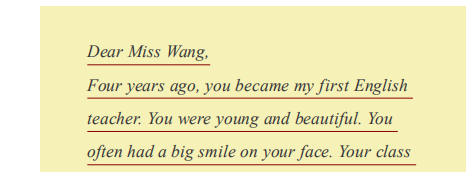 Dear Miss Wang,
Four years ago, you became my first English
teacher. You were young and beautiful. You
often had a big smile on your face. Your class